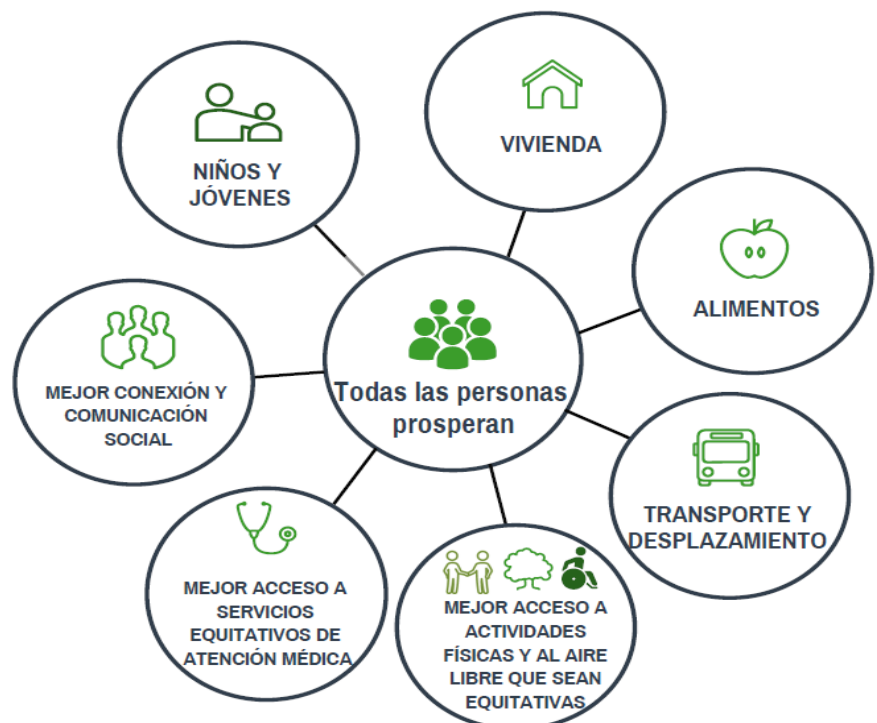 NIÑOS Y
JÓVENES
VIVIENDA
ALIMENTOS
Todas las personas
prosperan
MEJOR CONEXIÓN Y
COMUNICACIÓN
SOCIAL
TRANSPORTE Y
DESPLAZAMIENTO
MEJOR ACCESO A
SERVICIOS
EQUITATIVOS DE
ATENCIÓN MÉDICA
MEJOR ACCESO A
ACTIVIDADES
FÍSICAS Y AL AIRE
LIBRE QUE SEAN
EQUITATIVAS